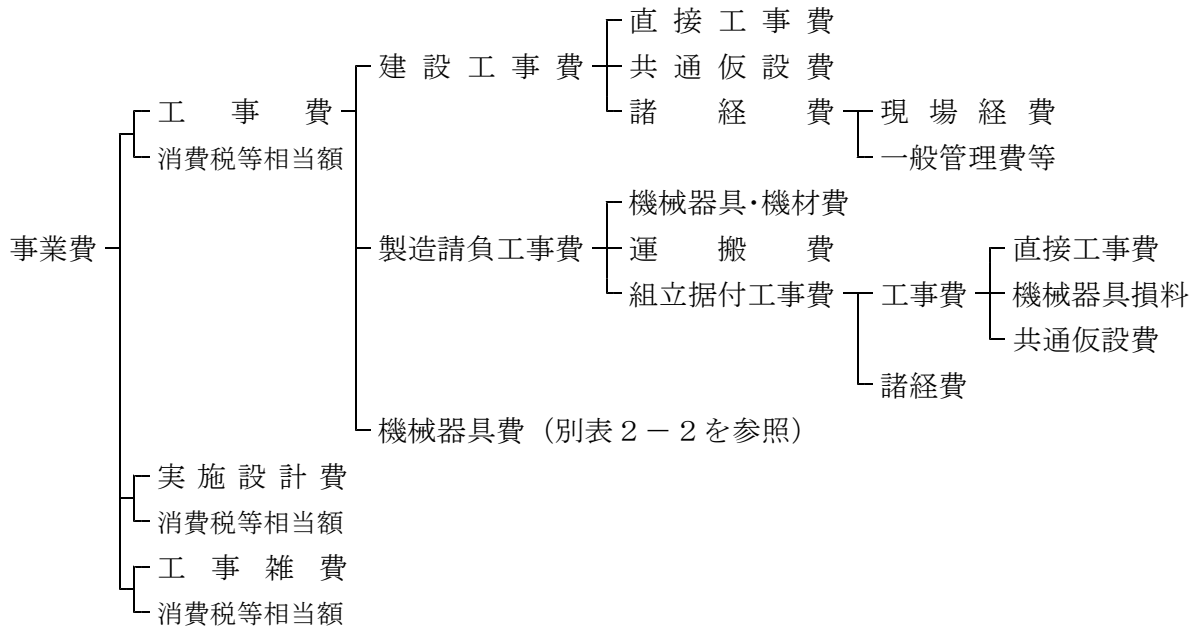 直接工事費
建設工事費 共通仮設費
工事費 諸経費 現場経費
消費税等相当額 一般管理費等
機械器具・機材費
事業費 製造請負工事費 運搬費 直接工事費
組立据付工事費 工事費 機械器具損料
共通仮設費
諸経費
機械器具費（別表２－２を参照）
実施設計費
消費税等相当額
工事雑費
消費税等相当額